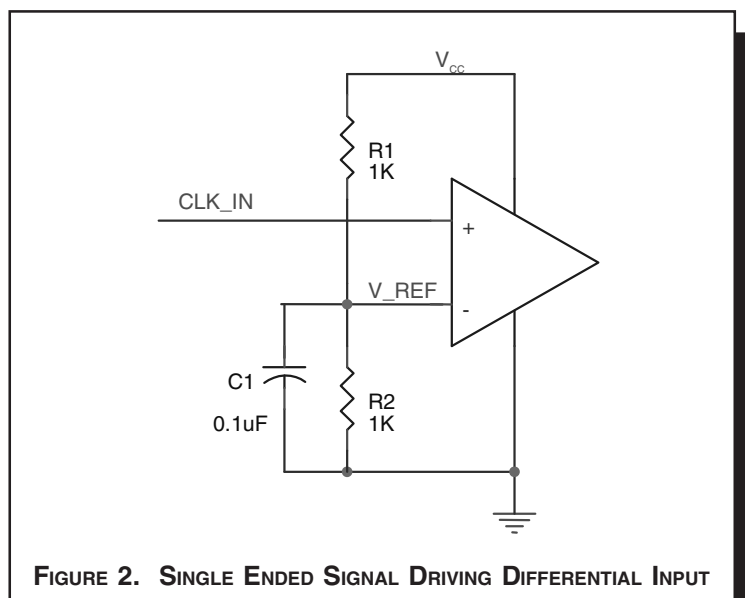 Vcc
R1
1K
CLK_IN
+
V_REF
-
C1
0.1uF
R2
1K
FIGURE 2. SINGLE ENDED SIGNAL DRIVING DIFFERENTIAL INPUT